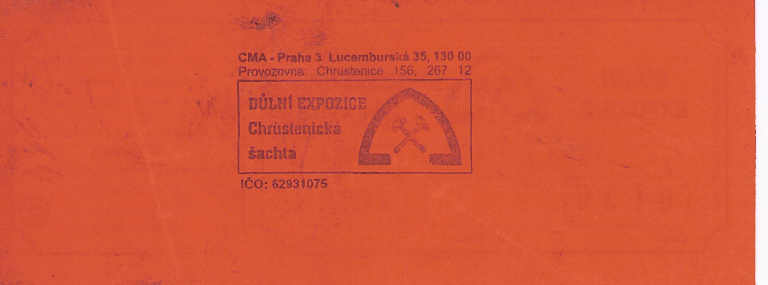 CMA - Praha 3. Lucemburská 35, 130 00
Provozovna: Chrustenice 156, 267 12
DŮLNÍ EXPOZICE
Chrustenická
šachta
IČO: 62931075